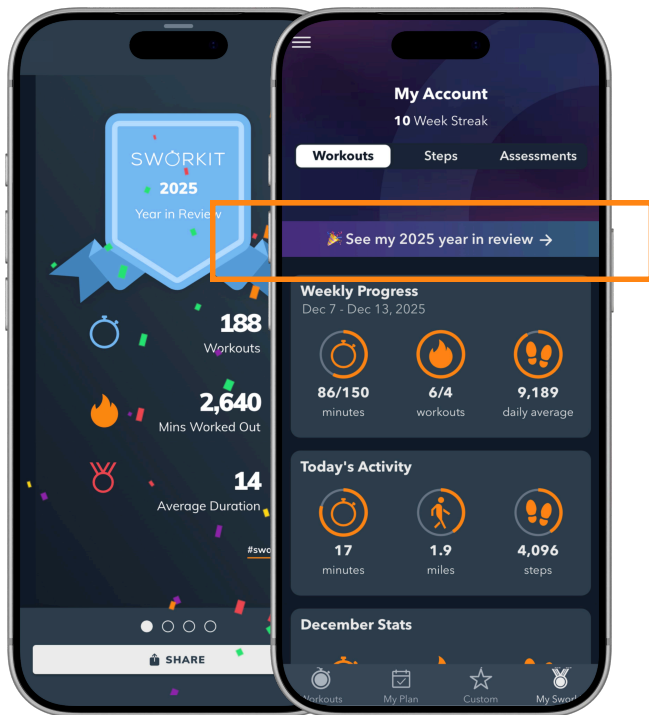 SWORKIT
2025
Year in Review
188
Workouts
2,640
Mins Worked Out
14
Average Duration
SHARE
My Account
10 Week Streak
Workouts Steps Assessments
🎉 See my 2025 year in review →
Weekly Progress
Dec 7 - Dec 13, 2025
86/150 6/4 9,189
minutes workouts daily average
Today's Activity
17 1.9 4,096
minutes miles steps
December Stats
My Plan Custom